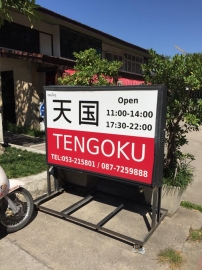 天国
Open
11:00-14:00
17:30-22:00
TENGOKU
TEL:053-215801 / 087-7259888